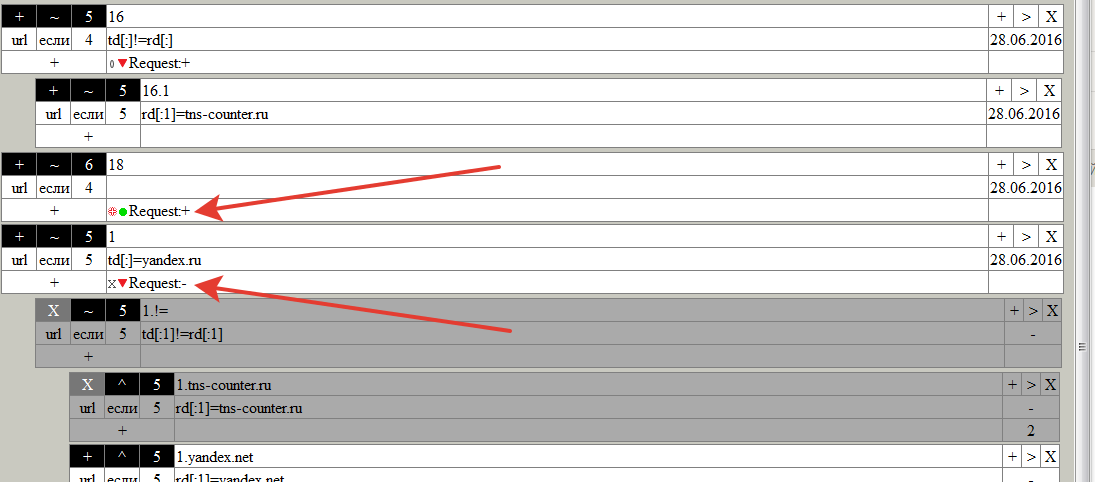 + ~ 5 16 + > X
url если 4 td[:]!=rd[:] 28.06.2016
+ Request:+
+ ~ 5 16.1 + > X
url если 5 rd[:1]=tns-counter.ru 28.06.2016
+
+ ~ 6 18 + > X
url если 4 28.06.2016
+ Request:+
+ ~ 5 1 + > X
url если 5 td[:]=yandex.ru 28.06.2016
+ X Request:-
X ~ 5 1.!= + > X
url если 5 td[:1]!=rd[:1] -
+
X ^ 5 1.tns-counter.ru + > X
url если 5 rd[:1]=tns-counter.ru -
+ 2
+ ^ 5 1.yandex.net + > X
url если 5 rd[:1]=yandex.net -